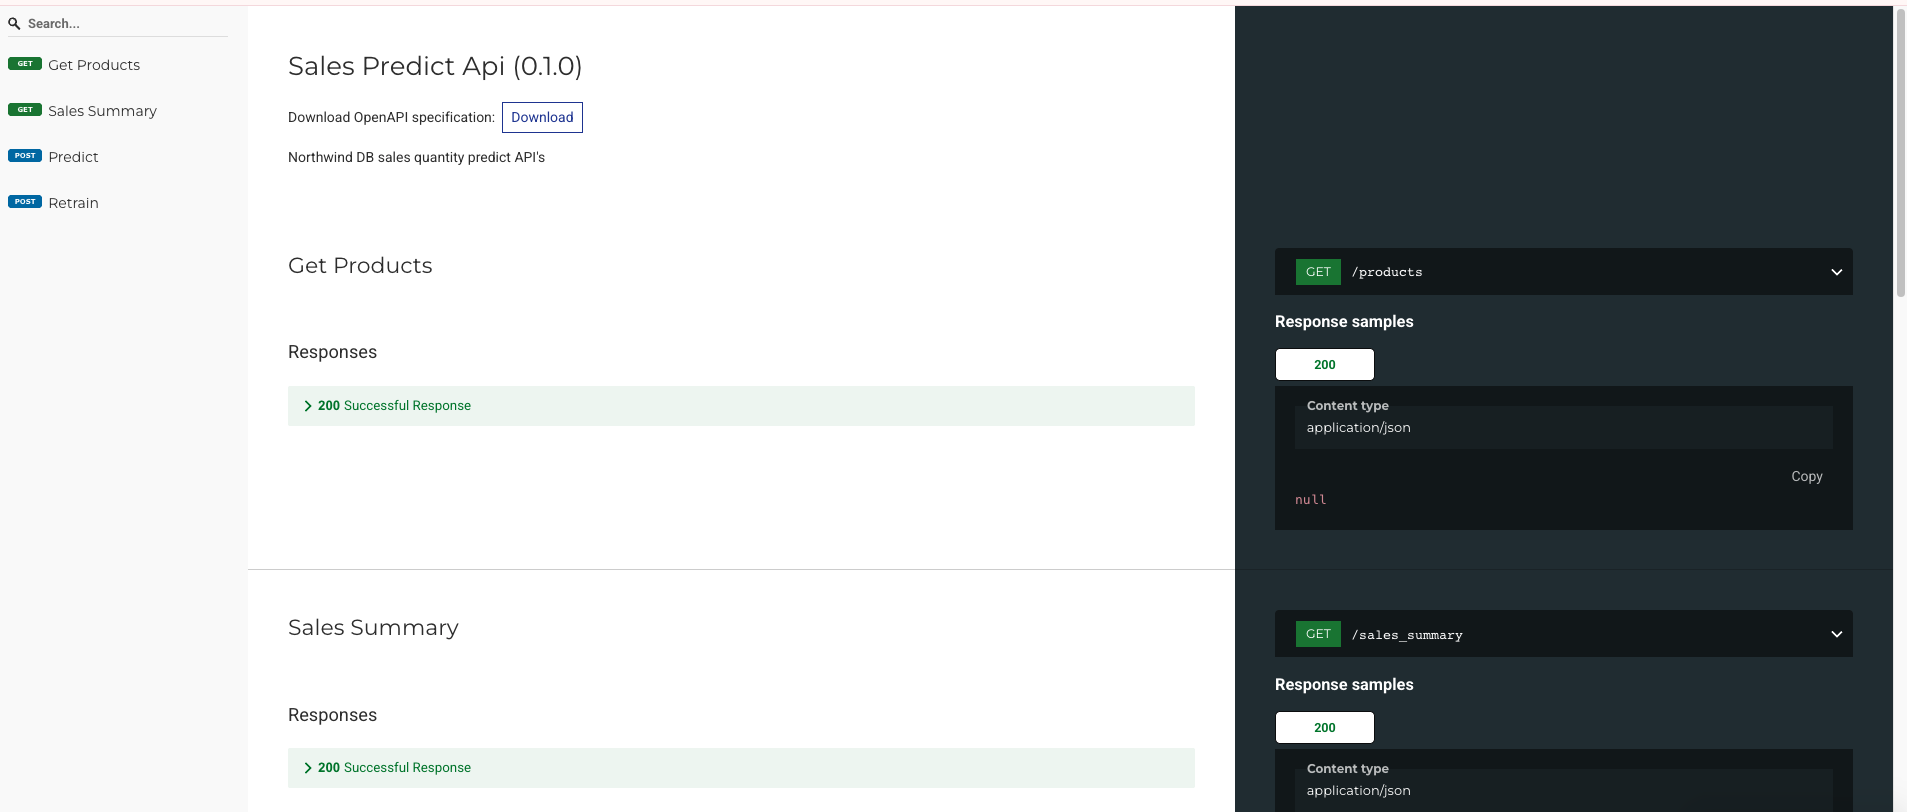 Search...
GET Get Products
GET Sales Summary
POST Predict
POST Retrain
Sales Predict Api (0.1.0)
Download OpenAPI specification: Download
Northwind DB sales quantity predict API's
Get Products
Responses
200 Successful Response
GET /products
Response samples
200
Content type
application/json
Copy
null
Sales Summary
Responses
200 Successful Response
GET /sales_summary
Response samples
200
Content type
application/json